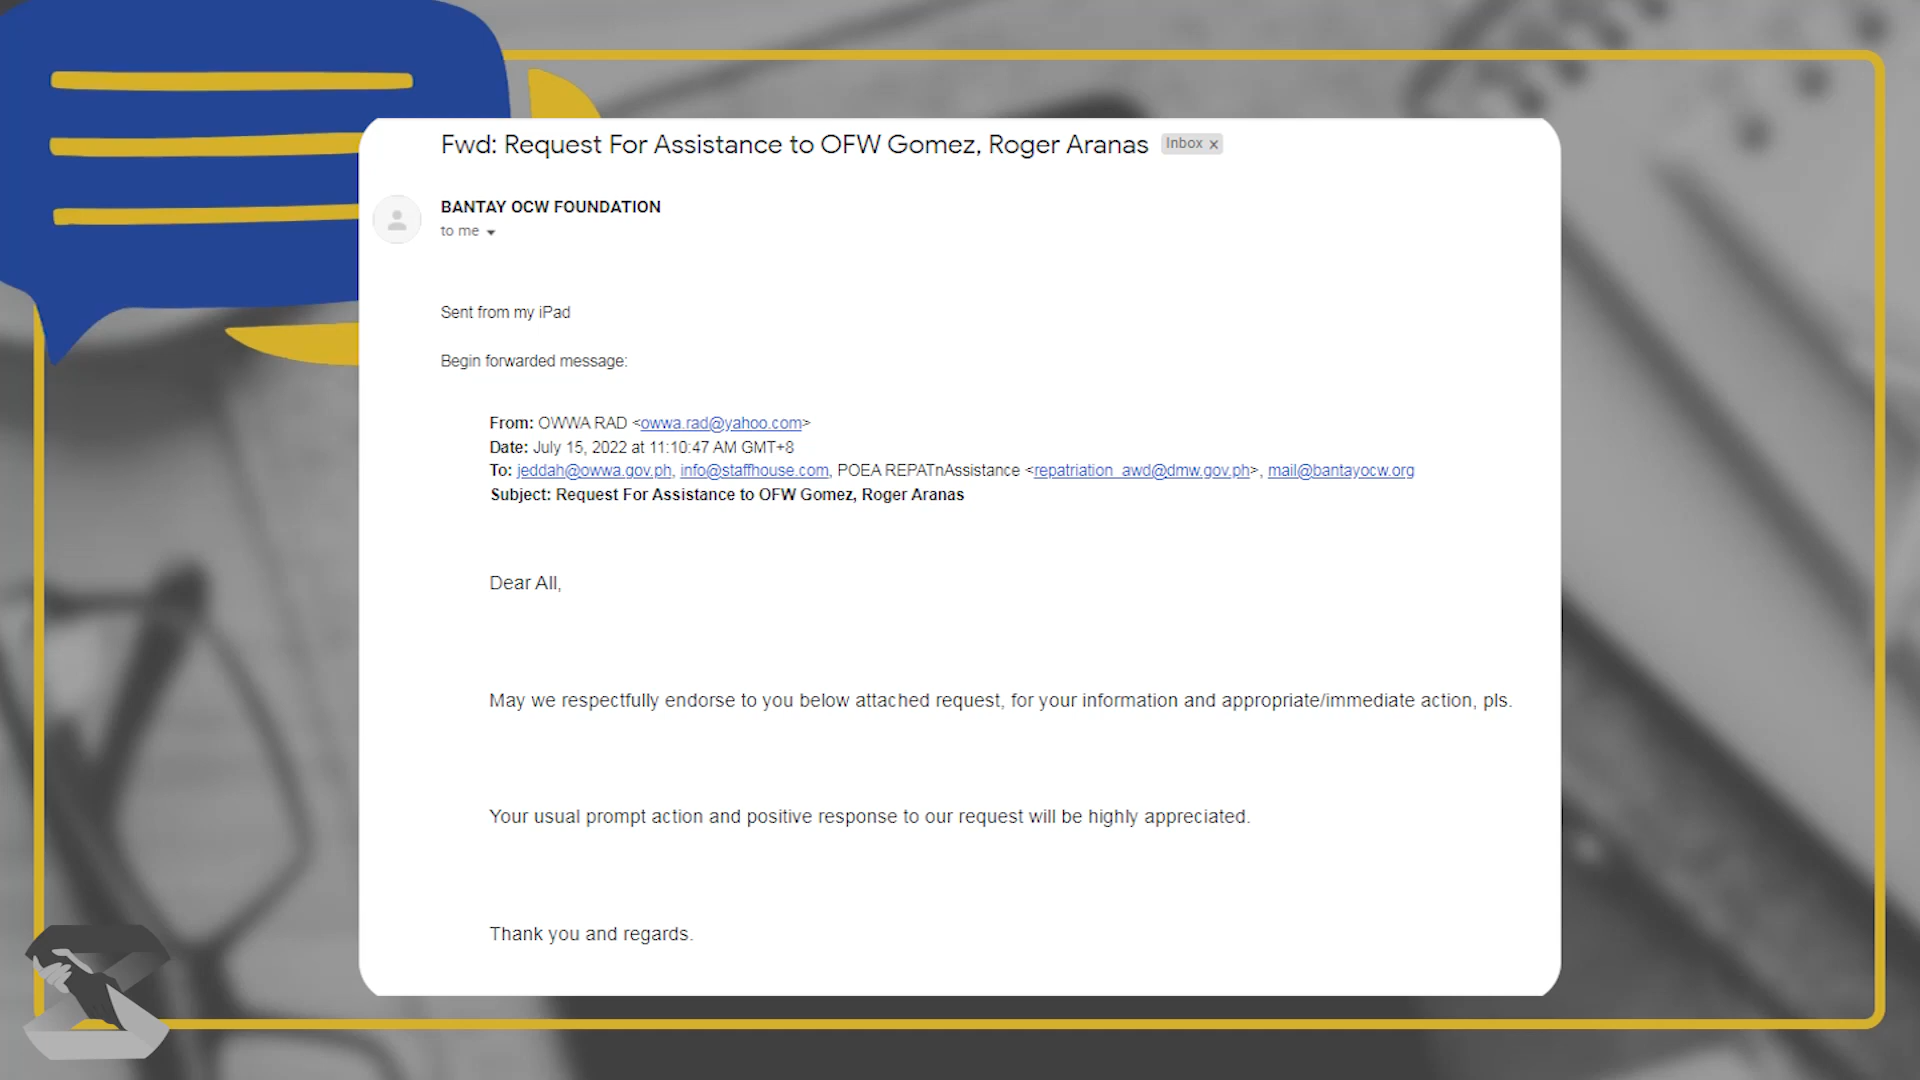 Fwd: Request For Assistance to OFW Gomez, Roger Aranas Inbox x
BANTAY OCW FOUNDATION
to me
Sent from my iPad
Begin forwarded message:
From: OWWA RAD <owwa.rad@yahoo.com>
Date: July 15, 2022 at 11:10:47 AM GMT+8
To: jeddah@owwa.gov.ph, info@staffhouse.com, POEA REPATnAssistance <repatriation_awd@dmw.gov.ph>, mail@bantayocw.org
Subject: Request For Assistance to OFW Gomez, Roger Aranas
Dear All,
May we respectfully endorse to you below attached request, for your information and appropriate/immediate action, pls.
Your usual prompt action and positive response to our request will be highly appreciated.
Thank you and regards.